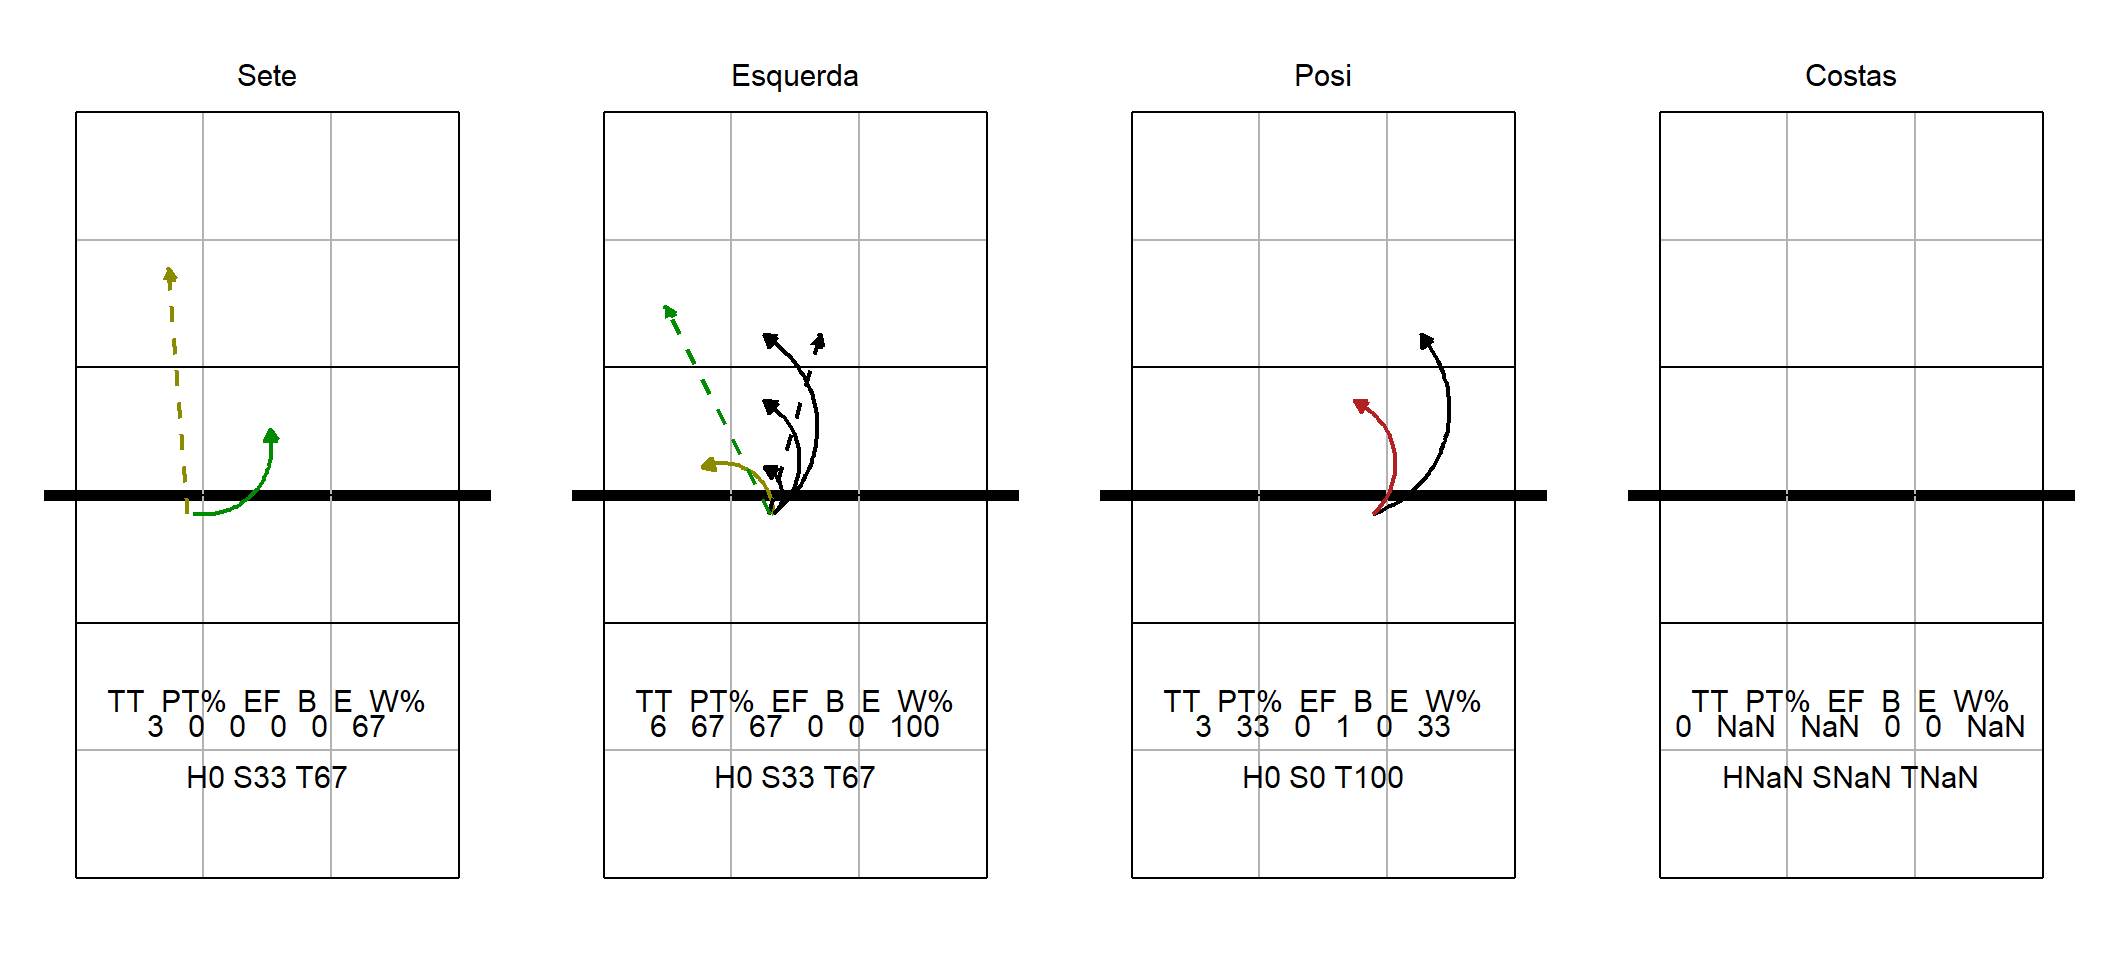 Sete
TT PT% EF B E W%
3 0 0 0 0 67
H0 S33 T67
Esquerda
TT PT% EF B E W%
6 67 67 0 0 100
H0 S33 T67
Posi
TT PT% EF B E W%
3 33 0 1 0 33
H0 S0 T100
Costas
TT PT% EF B E W%
0 NaN NaN 0 0 NaN
HNaN SNaN TNaN